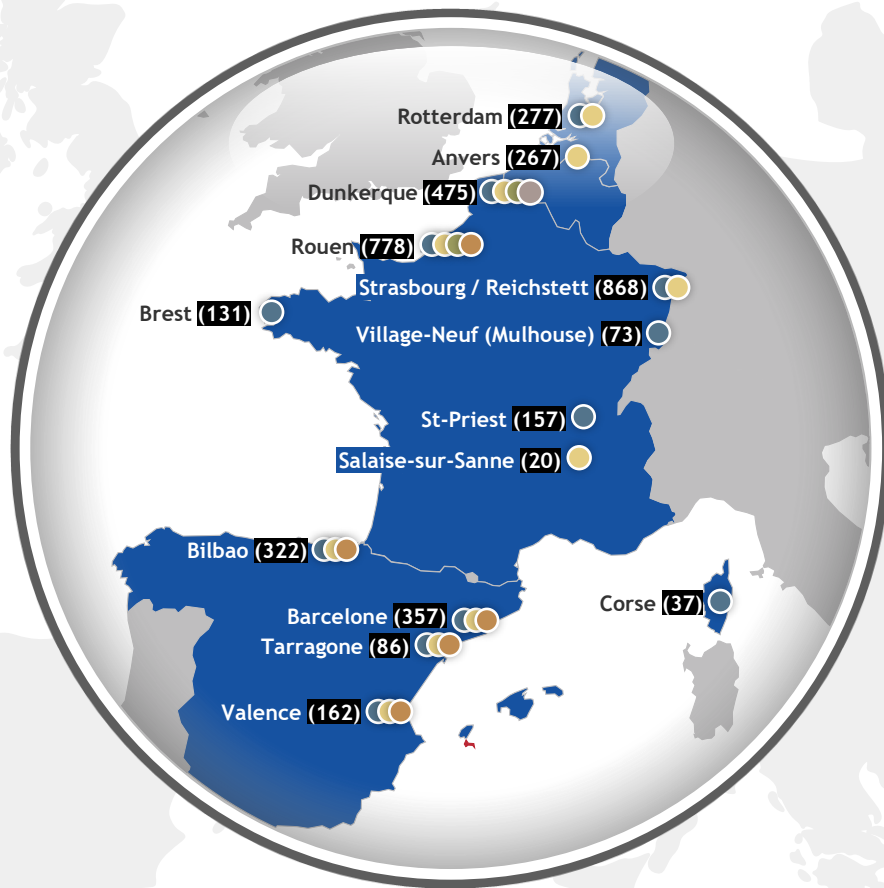 Rotterdam (277)
Anvers (267)
Dunkerque (475)
Rouen (778)
Strasbourg / Reichstett (868)
Brest (131)
Village-Neuf (Mulhouse) (73)
St-Priest (157)
Salaise-sur-Sanne (20)
Bilbao (322)
Corse (37)
Barcelone (357)
Tarragone (86)
Valence (162)